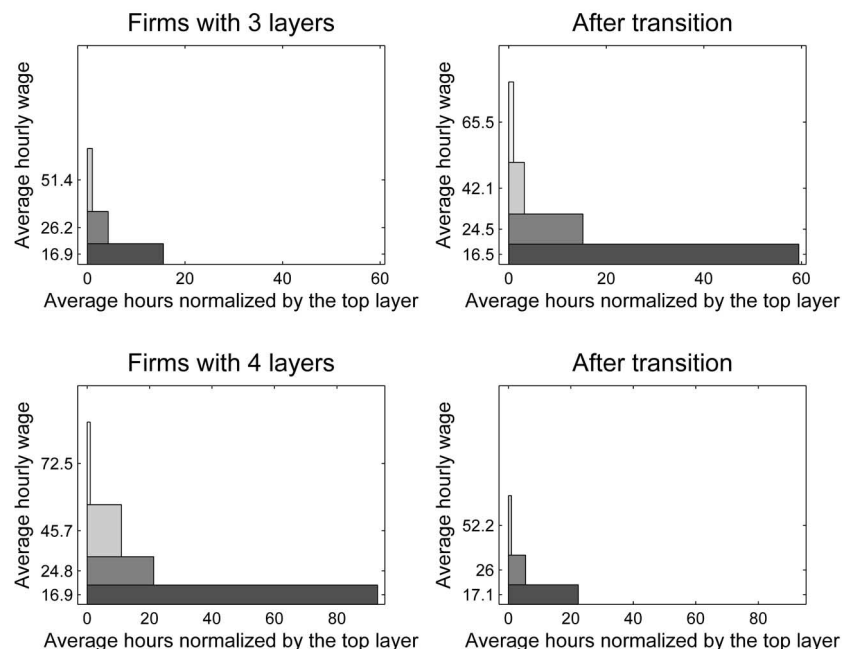 Firms with 3 layers
Average hourly wage
51.4
26.2
16.9
0 20 40 60
Average hours normalized by the top layer
After transition
Average hourly wage
65.5
42.1
24.5
16.5
0 20 40 60
Average hours normalized by the top layer
Firms with 4 layers
Average hourly wage
72.5
45.7
24.8
16.9
0 20 40 60 80
Average hours normalized by the top layer
After transition
Average hourly wage
52.2
26
17.1
0 20 40 60 80
Average hours normalized by the top layer